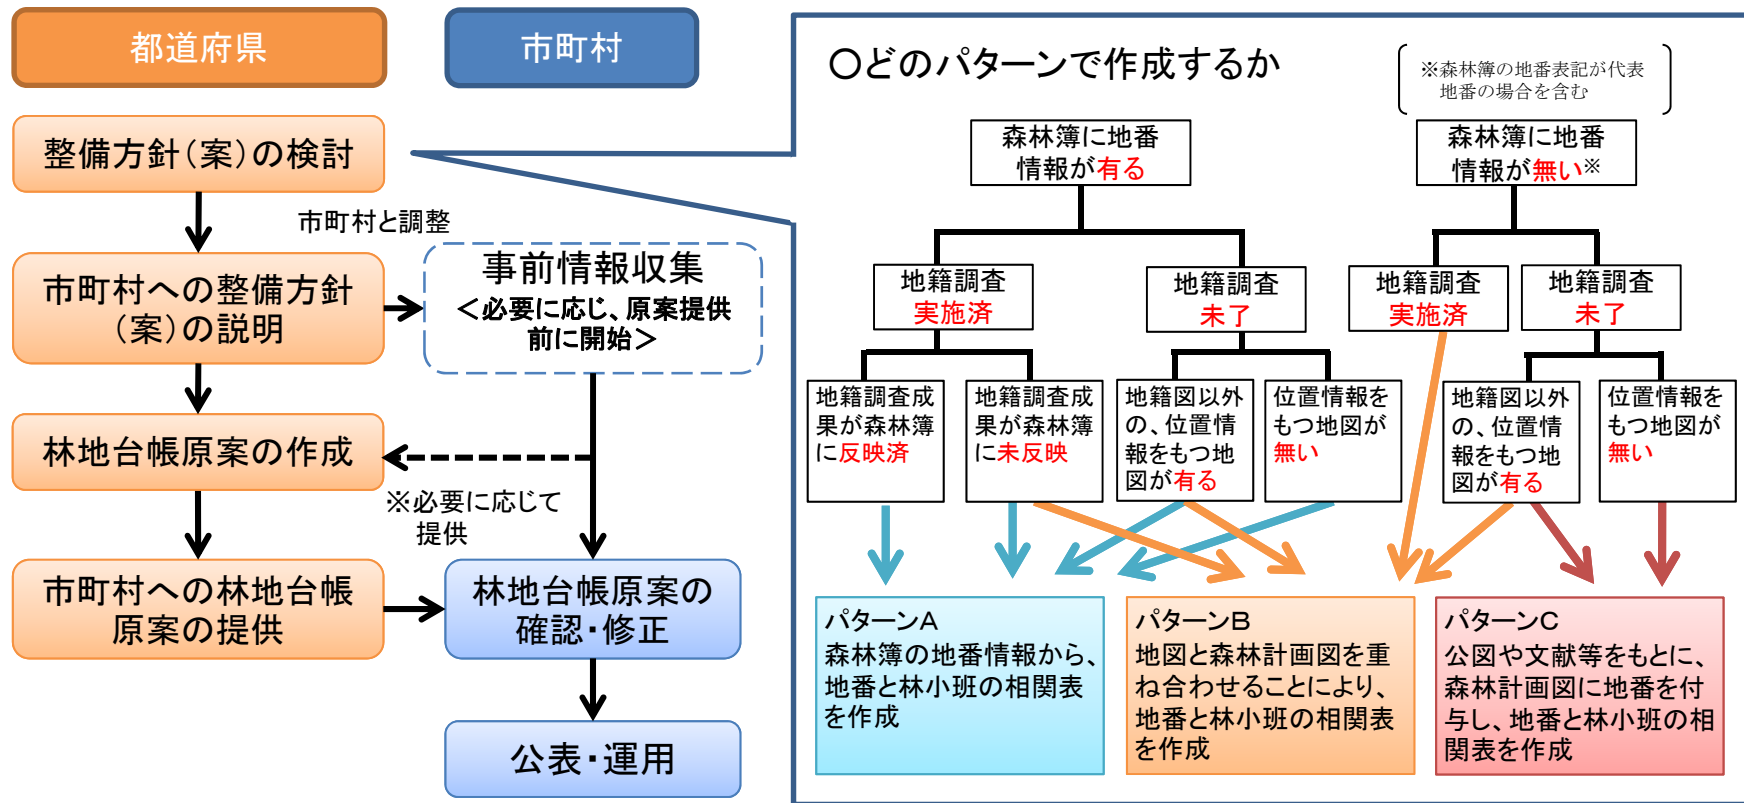 都道府県
市町村
整備方針(案)の検討
市町村と調整
市町村への整備方針
(案)の説明
事前情報収集
<必要に応じ、原案提供
前に開始>
林地台帳原案の作成
※必要に応じて
提供
市町村への林地台帳
原案の提供
林地台帳原案の
確認・修正
公表・運用
○どのパターンで作成するか
※森林簿の地番表記が代表
地番の場合を含む
森林簿に地番
情報が有る
森林簿に地番
情報が無い※
地籍調査
実施済
地籍調査
未了
地籍調査
実施済
地籍調査
未了
地籍調査成
果が森林簿
に反映済
地籍調査成
果が森林簿
に未反映
地籍図以外
の、位置情
報をもつ地
図が有る
位置情報を
もつ地図が
無い
地籍図以外
の、位置情
報をもつ地
図が有る
位置情報を
もつ地図が
無い
パターンA
森林簿の地番情報から、
地番と林小班の相関表
を作成
パターンB
地図と森林計画図を重
ね合わせることにより、
地番と林小班の相関表
を作成
パターンC
公図や文献等をもとに、
森林計画図に地番を付
与し、地番と林小班の相
関表を作成